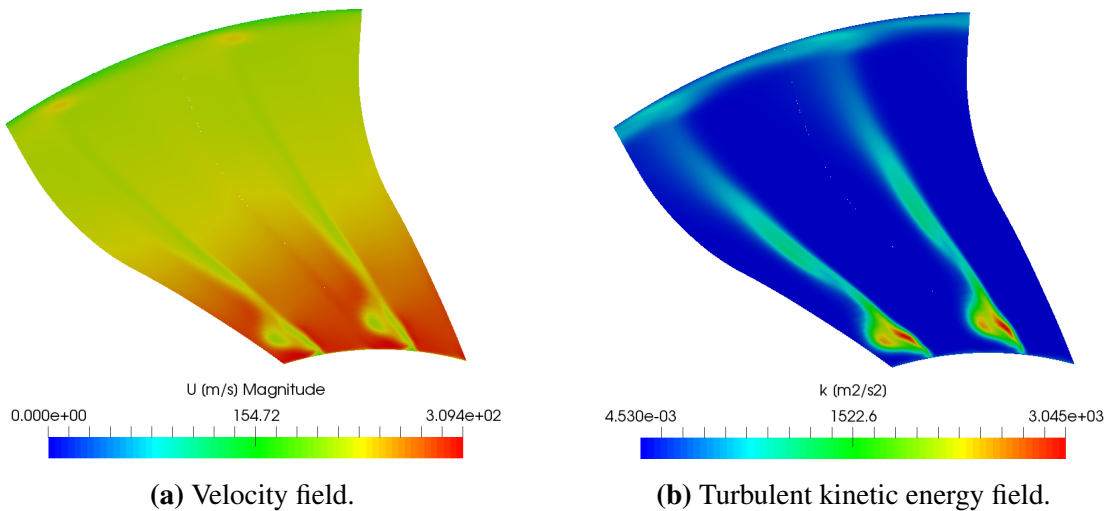 U (m/s) Magnitude
0.000e+00 154.72 3.094e+02
(a) Velocity field.
k (m2/s2)
4.530e-03 1522.6 3.045e+03
(b) Turbulent kinetic energy field.